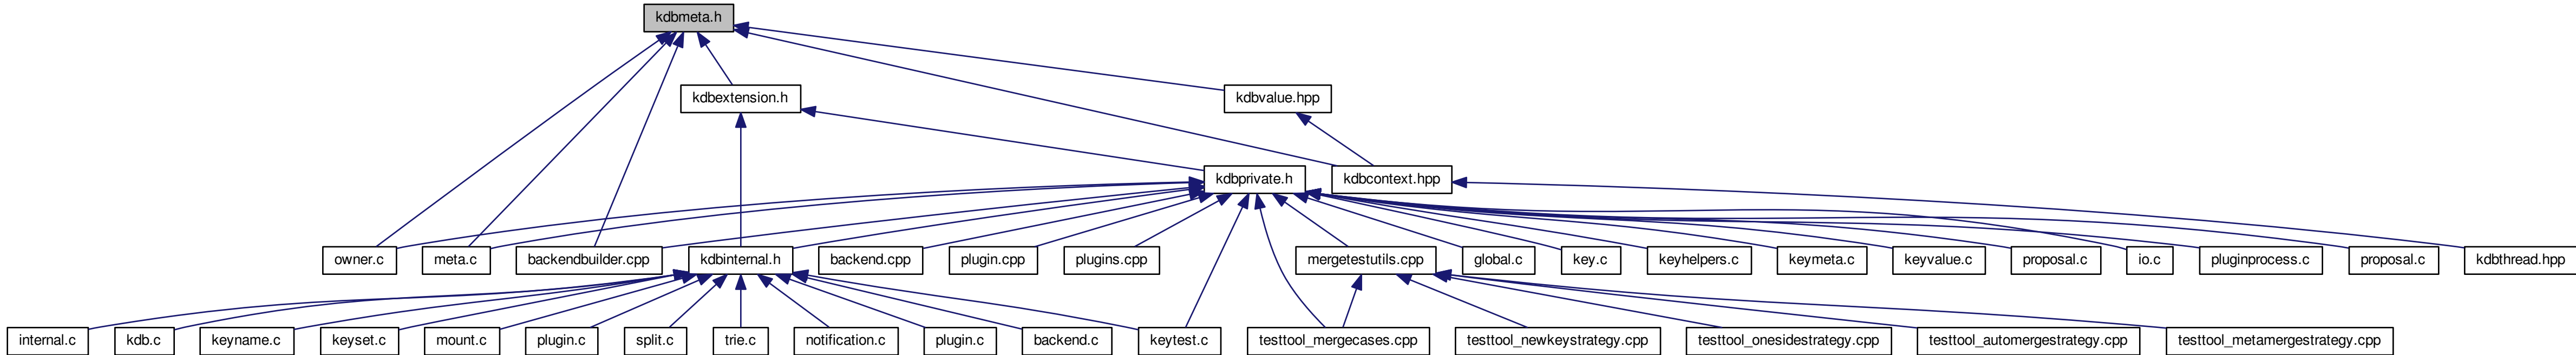 kdbmeta.h
kdbextension.h
kdbvalue.hpp
kdbprivate.h
kdbcontext.hpp
owner.c
meta.c
backendbuilder.cpp
kdbinternal.h
backend.cpp
plugin.cpp
plugins.cpp
mergetestutils.cpp
global.c
key.c
keyhelpers.c
keymeta.c
keyvalue.c
proposal.c
io.c
pluginprocess.c
proposal.c
kdbthread.hpp
internal.c
kdb.c
keyname.c
keyset.c
mount.c
plugin.c
split.c
trie.c
notification.c
plugin.c
backend.c
keytest.c
testtool_mergecases.cpp
testtool_newkeystrategy.cpp
testtool_onesidestrategy.cpp
testtool_automergestrategy.cpp
testtool_metamergestrategy.cpp